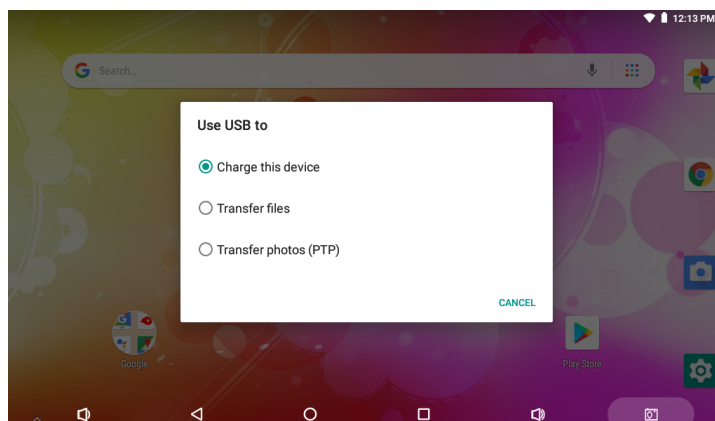 12:13 PM
G Search...
Use USB to
Charge this device
Transfer files
Transfer photos (PTP)
CANCEL
Google
Play Store